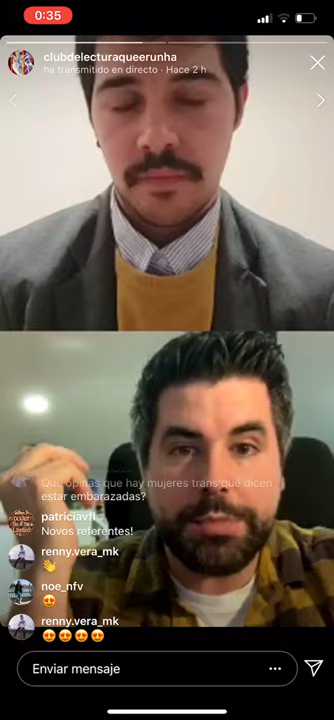 0:35
clubdelecturaqueerunha
ha transmitido en directo · Hace 2 h
Que opinas que hay mujeres trans que dicen
estar embarazadas?
patriciavfl
Novos referentes!
renny.vera_mk
👋
noe_nfv
😍
renny.vera_mk
😍😍😍😍
Enviar mensaje